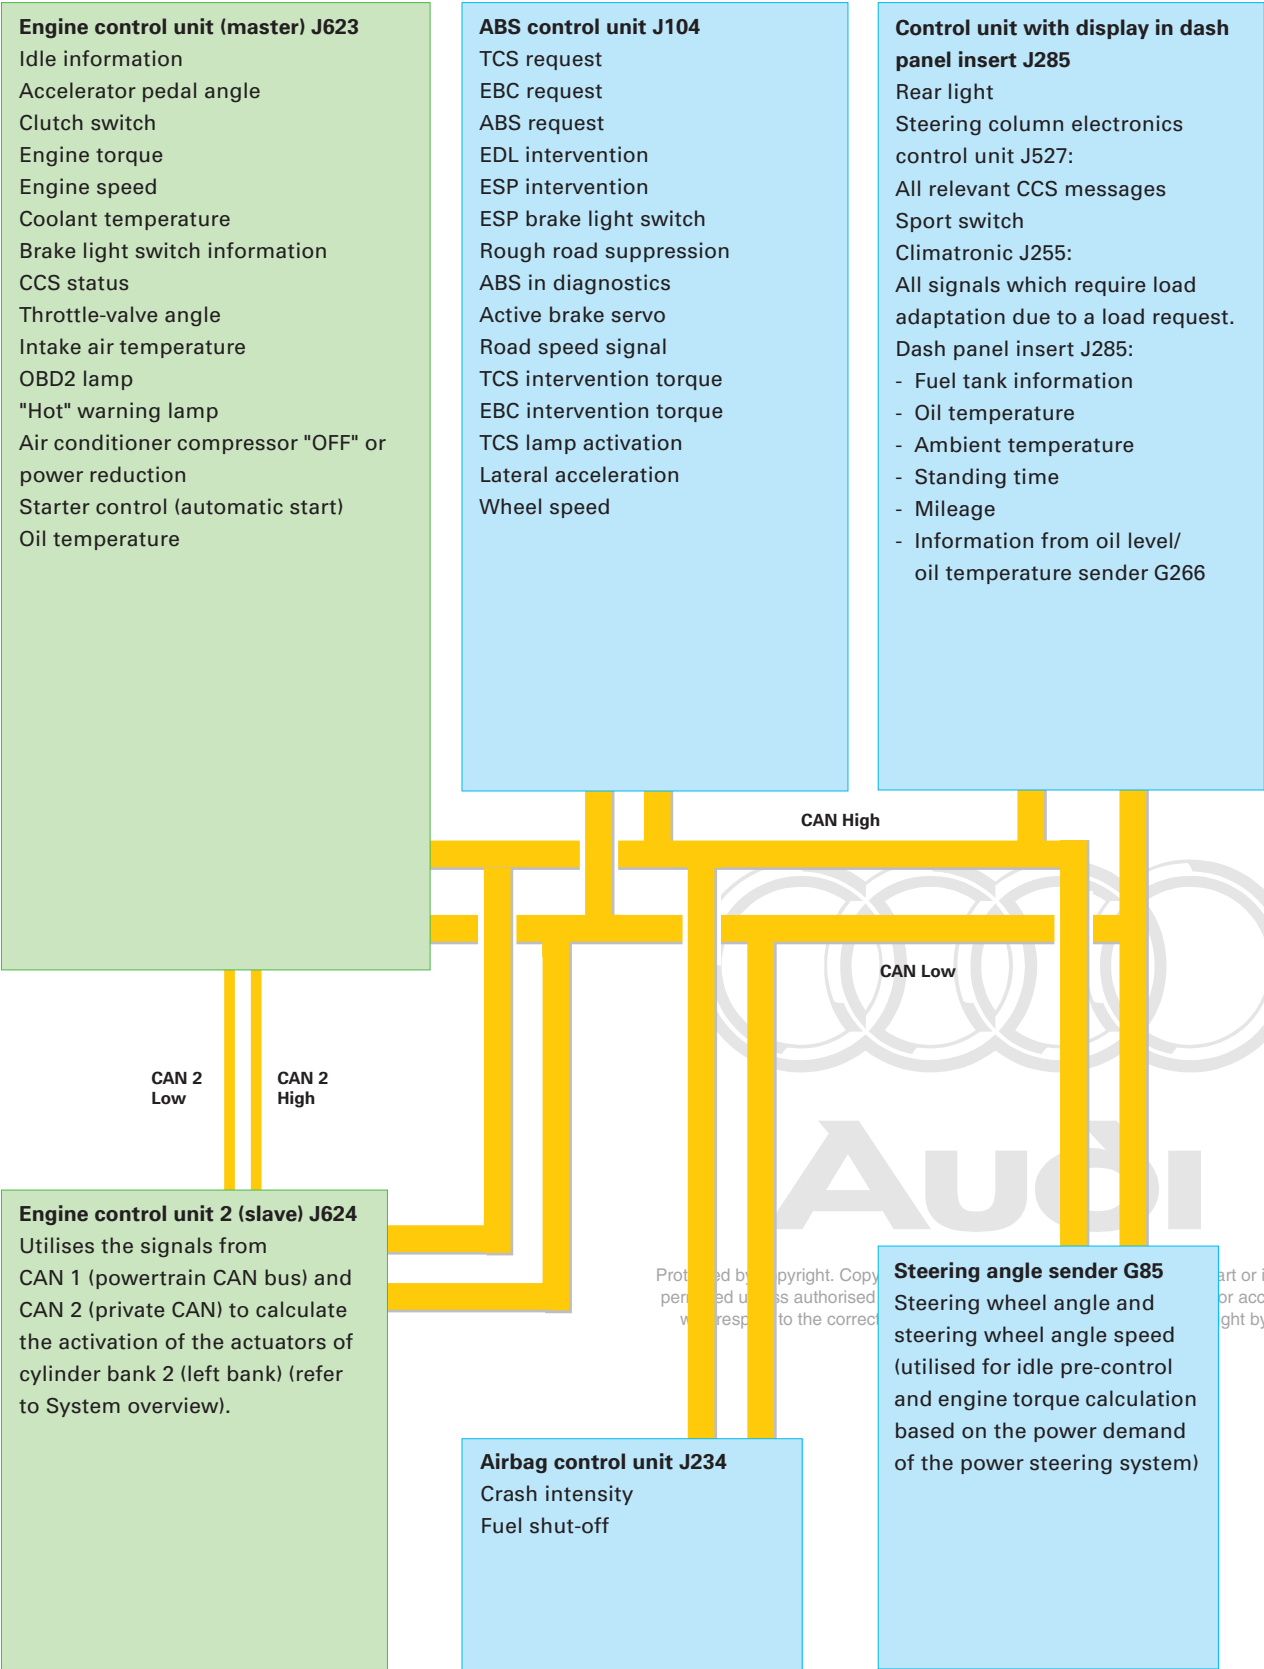 Engine control unit (master) J623
Idle information
Accelerator pedal angle
Clutch switch
Engine torque
Engine speed
Coolant temperature
Brake light switch information
CCS status
Throttle-valve angle
Intake air temperature
OBD2 lamp
"Hot" warning lamp
Air conditioner compressor "OFF" or
power reduction
Starter control (automatic start)
Oil temperature
ABS control unit J104
TCS request
EBC request
ABS request
EDL intervention
ESP intervention
ESP brake light switch
Rough road suppression
ABS in diagnostics
Active brake servo
Road speed signal
TCS intervention torque
EBC intervention torque
TCS lamp activation
Lateral acceleration
Wheel speed
Control unit with display in dash
panel insert J285
Rear light
Steering column electronics
control unit J527:
All relevant CCS messages
Sport switch
Climatronic J255:
All signals which require load
adaptation due to a load request.
Dash panel insert J285:
- Fuel tank information
- Oil temperature
- Ambient temperature
- Standing time
- Mileage
- Information from oil level/
oil temperature sender G266
CAN High
CAN Low
CAN 2
Low
CAN 2
High
Audi
Engine control unit 2 (slave) J624
Utilises the signals from
CAN 1 (powertrain CAN bus) and
CAN 2 (private CAN) to calculate
the activation of the actuators of
cylinder bank 2 (left bank) (refer
to System overview).
by
authorised
to the correct
Airbag control unit J234
Crash intensity
Fuel shut-off
Steering angle sender G85
Steering wheel angle and
steering wheel angle speed
(utilised for idle pre-control
and engine torque calculation
based on the power demand
of the power steering system)